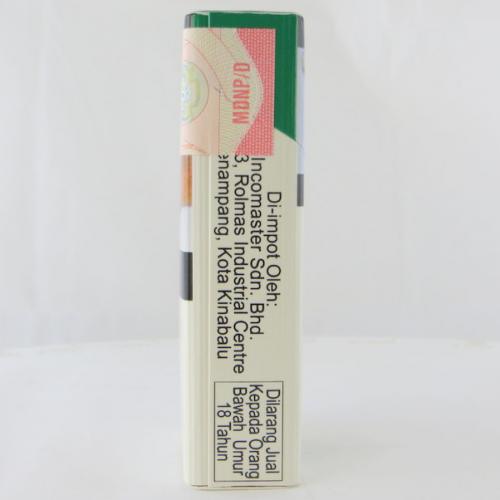 MDNP/D
Di-impot Oleh:
Incomaster Sdn. Bhd.
3, Rolmas Industrial Centre
enampang, Kota Kinabalu
Dilarang Jual
Kepada Orang
Bawah Umur
18 Tahun